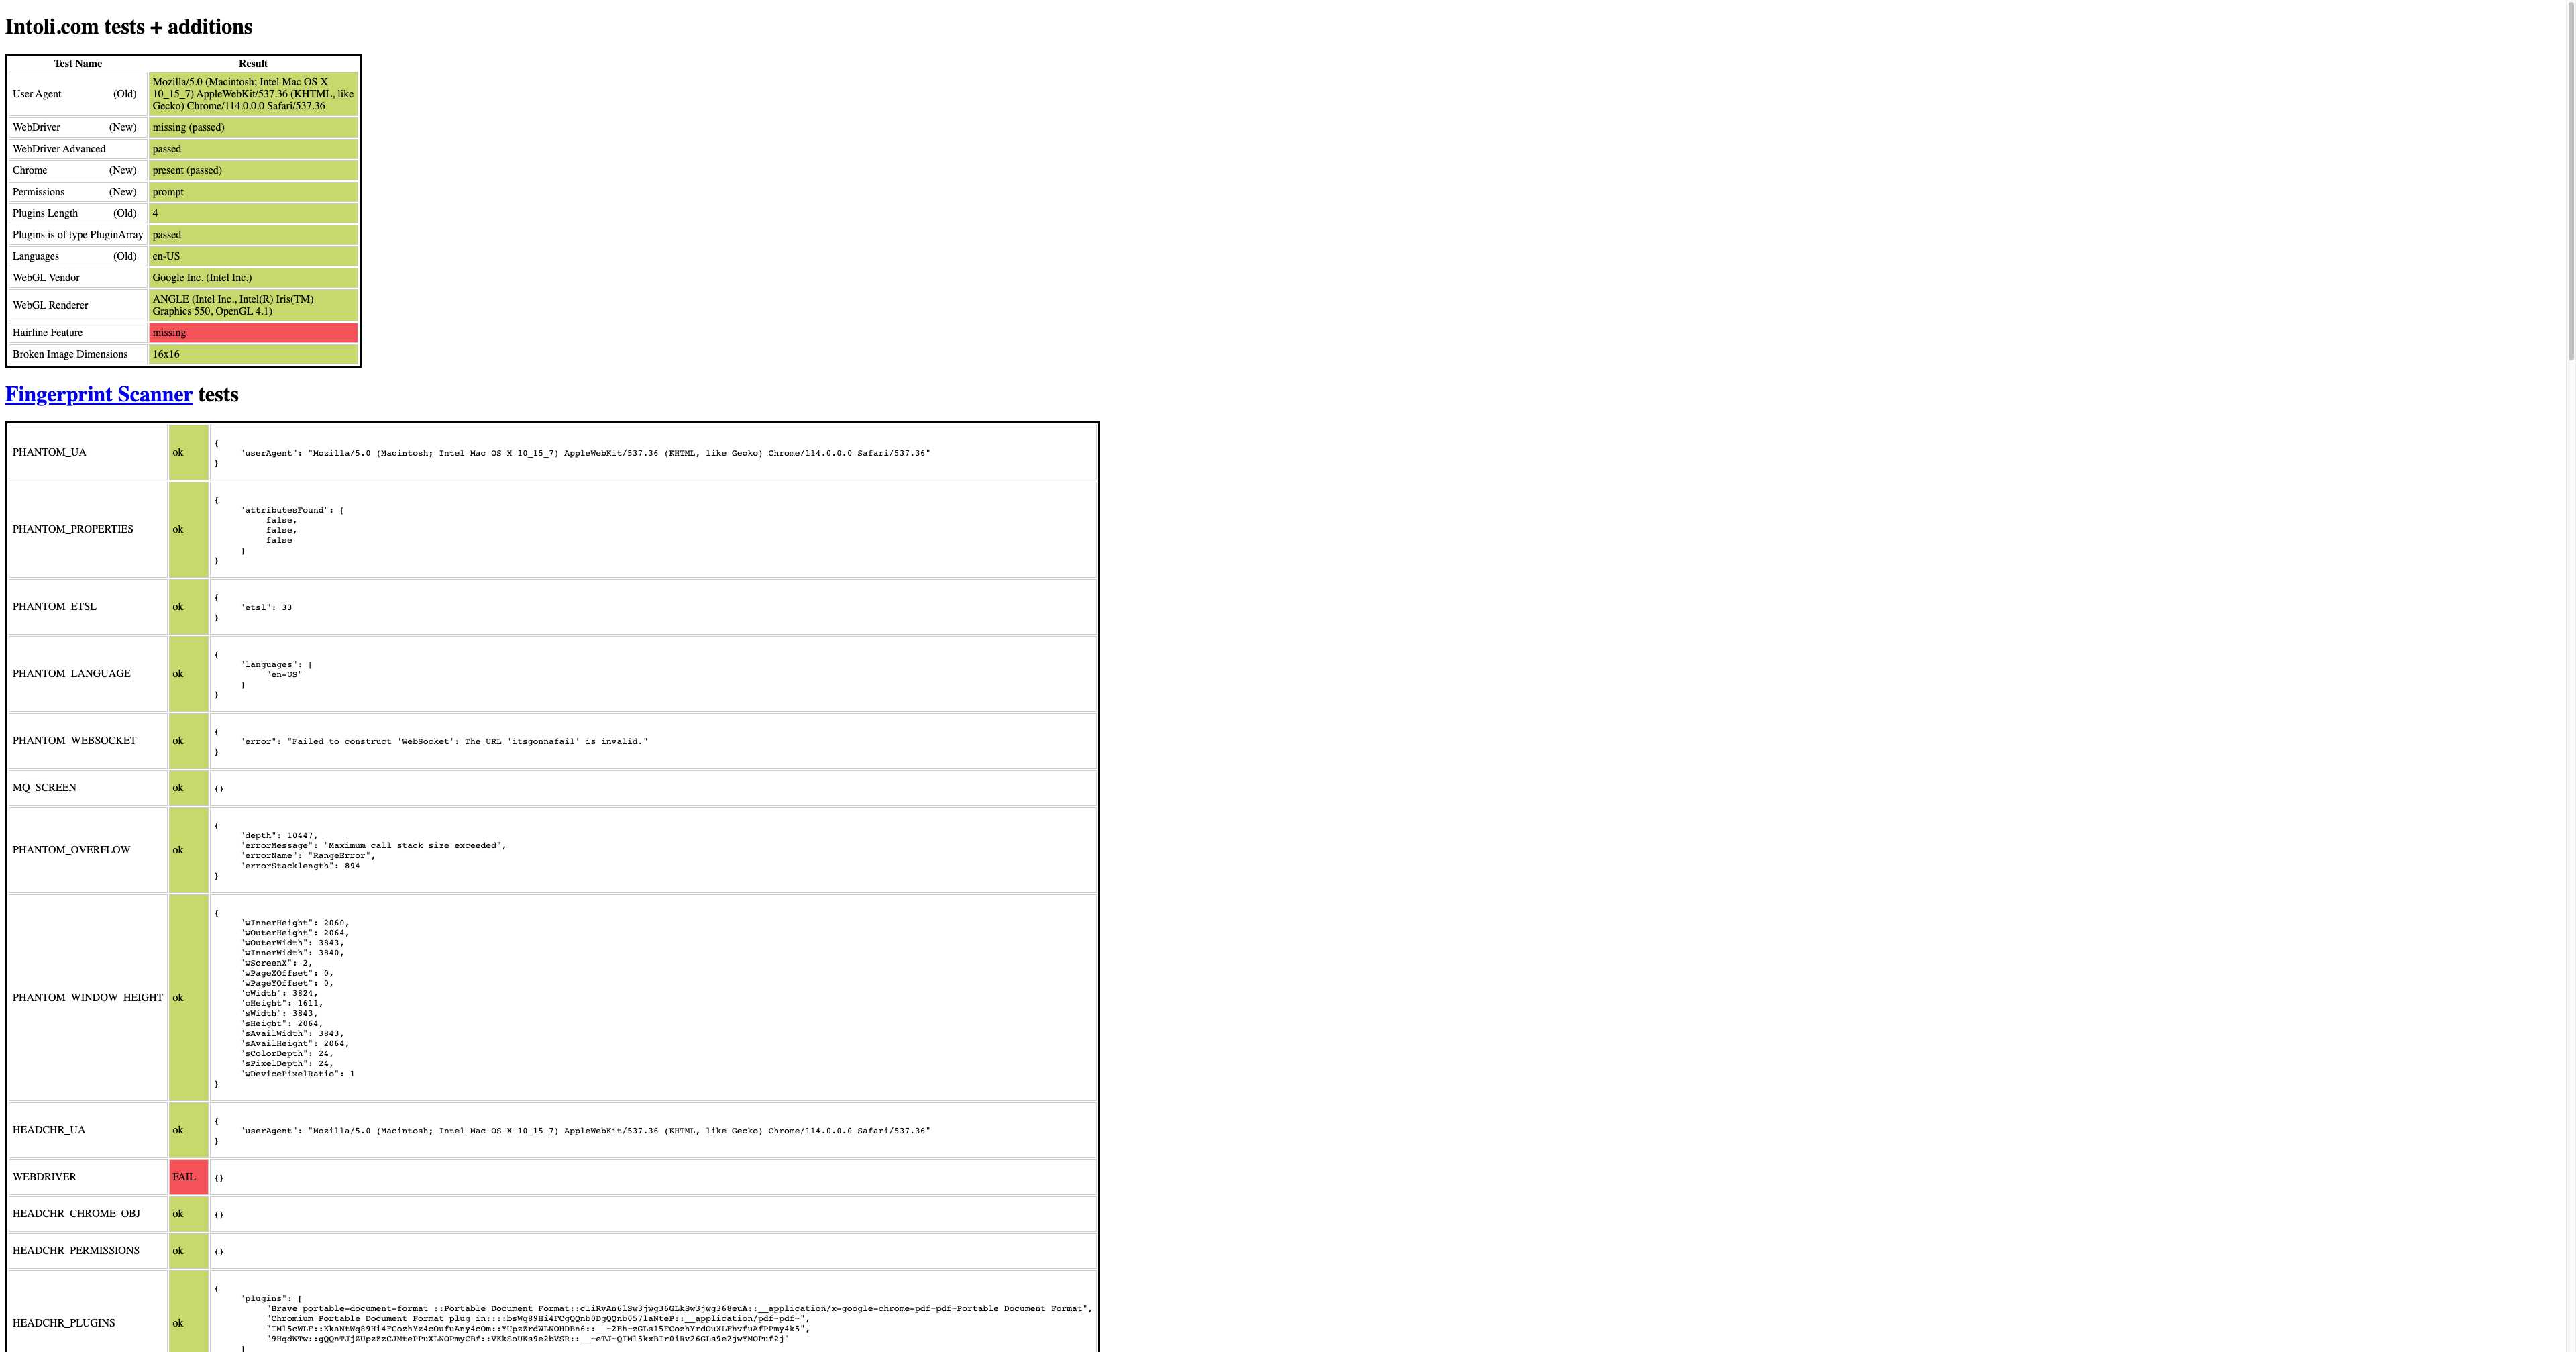 Intoli.com tests + additions
Test Name Result
User Agent (Old) Mozilla/5.0 (Macintosh; Intel Mac OS X
10_15_7) AppleWebKit/537.36 (KHTML, like
Gecko) Chrome/114.0.0.0 Safari/537.36
WebDriver (New) missing (passed)
WebDriver Advanced passed
Chrome (New) present (passed)
Permissions (New) prompt
Plugins Length (Old) 4
Plugins is of type PluginArray passed
Languages (Old) en-US
WebGL Vendor Google Inc. (Intel Inc.)
WebGL Renderer ANGLE (Intel Inc., Intel(R) Iris(TM)
Graphics 550, OpenGL 4.1)
Hairline Feature missing
Broken Image Dimensions 16x16
Fingerprint Scanner tests
PHANTOM_UA ok {
"userAgent": "Mozilla/5.0 (Macintosh; Intel Mac OS X 10_15_7) AppleWebKit/537.36 (KHTML, like Gecko) Chrome/114.0.0.0 Safari/537.36"
}
PHANTOM_PROPERTIES ok {
"attributesFound": [
false,
false,
false
]
}
PHANTOM_ETSL ok {
"etsl": 33
}
PHANTOM_LANGUAGE ok {
"languages": [
"en-US"
]
}
PHANTOM_WEBSOCKET ok {
"error": "Failed to construct 'WebSocket': The URL 'itsgonnafail' is invalid."
}
MQ_SCREEN ok {}
PHANTOM_OVERFLOW ok {
"depth": 10447,
"errorMessage": "Maximum call stack size exceeded",
"errorName": "RangeError",
"errorStacklength": 894
}
PHANTOM_WINDOW_HEIGHT ok {
"wInnerHeight": 2060,
"wOuterHeight": 2064,
"wOuterWidth": 3843,
"wInnerWidth": 3840,
"wScreenX": 2,
"wPageXOffset": 0,
"wPageYOffset": 0,
"cWidth": 3824,
"cHeight": 1611,
"sWidth": 3843,
"sHeight": 2064,
"sAvailWidth": 3843,
"sAvailHeight": 2064,
"sColorDepth": 24,
"sPixelDepth": 24,
"wDevicePixelRatio": 1
}
HEADCHR_UA ok {
"userAgent": "Mozilla/5.0 (Macintosh; Intel Mac OS X 10_15_7) AppleWebKit/537.36 (KHTML, like Gecko) Chrome/114.0.0.0 Safari/537.36"
}
WEBDRIVER FAIL {}
HEADCHR_CHROME_OBJ ok {}
HEADCHR_PERMISSIONS ok {}
HEADCHR_PLUGINS ok {
"plugins": [
"Brave portable-document-format ::Portable Document Format::c1iRvAn6lSw3jwg36GLkSw3jwg368euA::__application/x-google-chrome-pdf~pdf~Portable Document Format",
"Chromium Portable Document Format plug in::::bsWq89Hi4FCgQQnb0DgQQnb057laNteP::__application/pdf~pdf~",
"IMl5cWLF::KkaNtWq89Hi4FCozhYz4cOufuAny4cOm::YUpzZrdWLNOHDBn6::__~2Eh~zGLs15FCozhYrdOuXLFhvfuAfPPmy4k5",
"9HqdWTw::gQQnTJjZUpzZzCJMtePPuXLNOPmyCBf::VKkSoUKs9e2bVSR::__~eTJ~QIMl5kxBIr0iRv26GLs9e2jwYMOPuf2j"
]